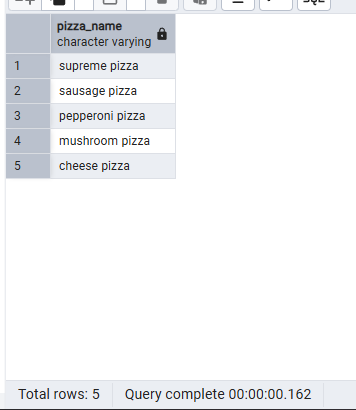 pizza_name
character varying
1 supreme pizza
2 sausage pizza
3 pepperoni pizza
4 mushroom pizza
5 cheese pizza
Total rows: 5 Query complete 00:00:00.162